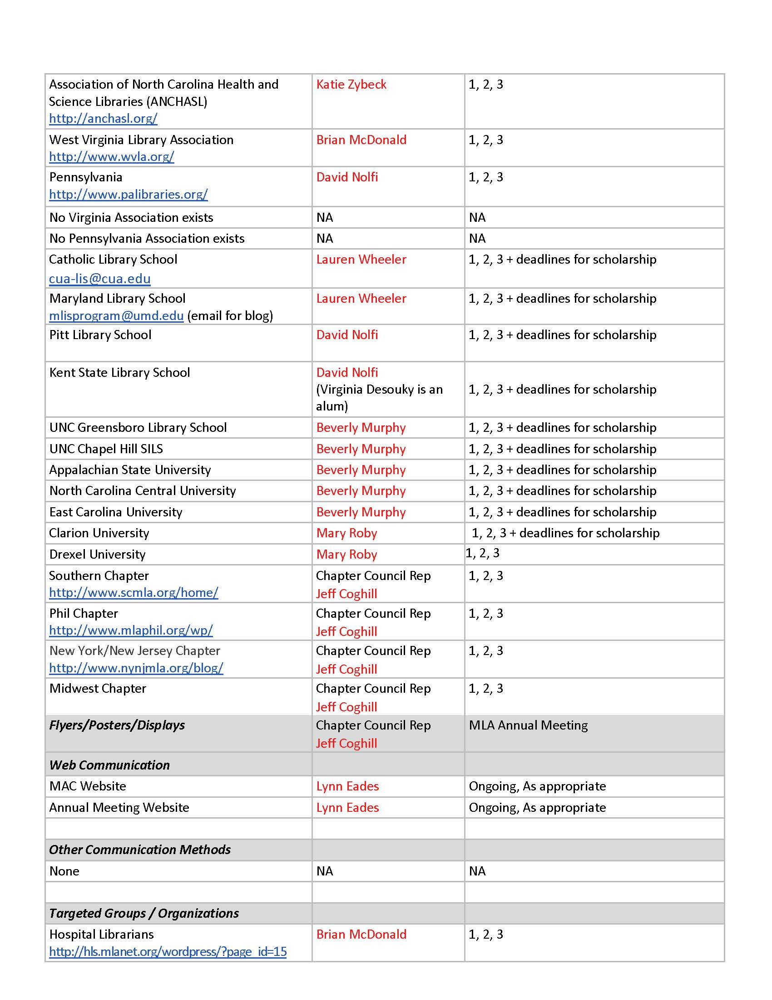 Association of North Carolina Health and Katie Zybeck 1, 2, 3
Science Libraries (ANCHASL)
http://anchasl.org/
West Virginia Library Association Brian McDonald 1, 2, 3
http://www.wvla.org/
Pennsylvania David Nolfi 1, 2, 3
http://www.palibraries.org/
No Virginia Association exists NA NA
No Pennsylvania Association exists NA NA
Catholic Library School Lauren Wheeler 1, 2, 3 + deadlines for scholarship
cua-lis@cua.edu
Maryland Library School Lauren Wheeler 1, 2, 3 + deadlines for scholarship
mlisprogram@umd.edu (email for blog)
Pitt Library School David Nolfi 1, 2, 3 + deadlines for scholarship
Kent State Library School David Nolfi
(Virginia Desouky is an 1, 2, 3 + deadlines for scholarship
alum)
UNC Greensboro Library School Beverly Murphy 1, 2, 3 + deadlines for scholarship
UNC Chapel Hill SILS Beverly Murphy 1, 2, 3 + deadlines for scholarship
Appalachian State University Beverly Murphy 1, 2, 3 + deadlines for scholarship
North Carolina Central University Beverly Murphy 1, 2, 3 + deadlines for scholarship
East Carolina University Beverly Murphy 1, 2, 3 + deadlines for scholarship
Clarion University Mary Roby 1, 2, 3 + deadlines for scholarship
Drexel University Mary Roby 1, 2, 3
Southern Chapter Chapter Council Rep 1, 2, 3
http://www.scmla.org/home/ Jeff Coghill
Phil Chapter Chapter Council Rep 1, 2, 3
http://www.mlaphil.org/wp/ Jeff Coghill
New York/New Jersey Chapter Chapter Council Rep 1, 2, 3
http://www.nynjmla.org/blog/ Jeff Coghill
Midwest Chapter Chapter Council Rep 1, 2, 3
Jeff Coghill
Flyers/Posters/Displays Chapter Council Rep MLA Annual Meeting
Jeff Coghill
Web Communication
MAC Website Lynn Eades Ongoing, As appropriate
Annual Meeting Website Lynn Eades Ongoing, As appropriate
Other Communication Methods
None NA NA
Targeted Groups / Organizations
Hospital Librarians Brian McDonald 1, 2, 3
http://hls.mlanet.org/wordpress/?page_id=15